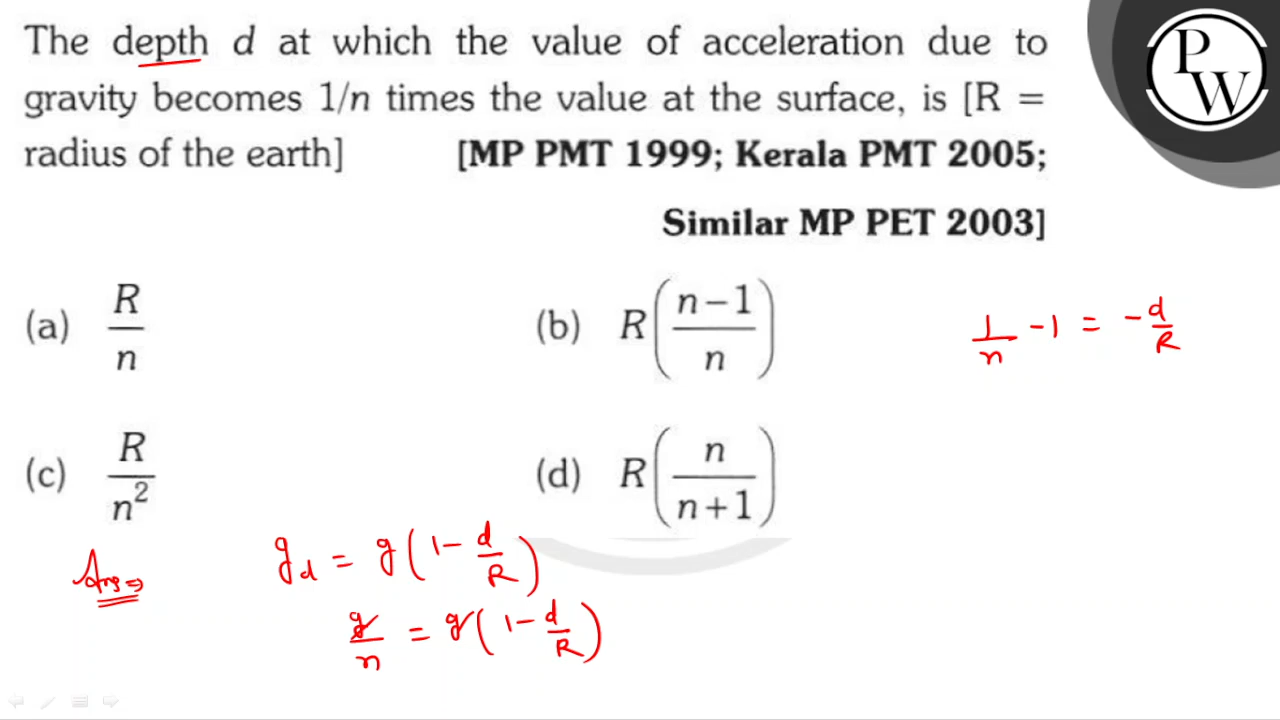 The depth d at which the value of acceleration due to
gravity becomes 1/n times the value at the surface, is [R =
radius of the earth] [MP PMT 1999; Kerala PMT 2005;
Similar MP PET 2003]
(a) R/n (b) R((n−1)/n)
(c) R/n² (d) R(n/(n+1))
1/n -1 = -d/R
Ans⇒ g_d = g(1 - d/R)
g/n = g(1 - d/R)
PW